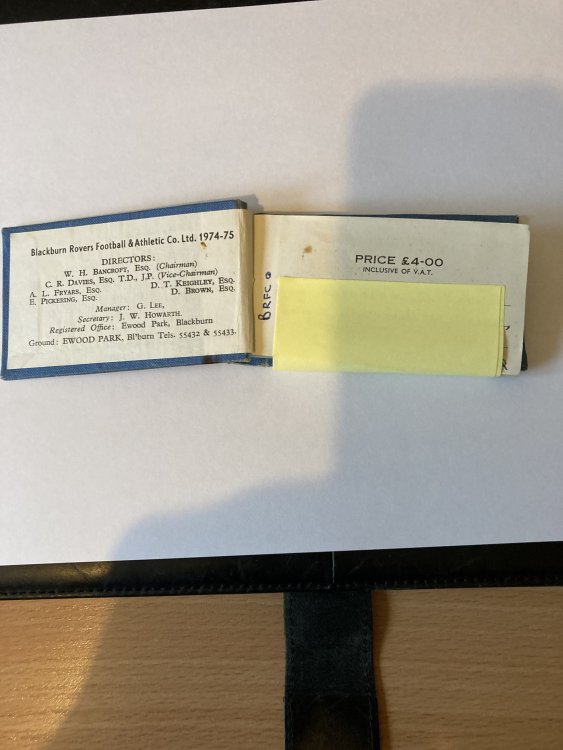 Blackburn Rovers Football & Athletic Co. Ltd. 1974-75
DIRECTORS:
W. H. BANCROFT, ESQ. (Chairman)
C. R. DAVIES, ESQ. T.D., J.P. (Vice-Chairman)
A. L. FRYARS, ESQ. D. T. KEIGHLEY, ESQ.
E. PICKERING, ESQ. D. BROWN, ESQ.
Manager: G. LEE,
Secretary: J. W. HOWARTH.
Registered Office: Ewood Park, Blackburn
Ground: EWOOD PARK, Bl'burn Tels. 55432 & 55433.
BRFC
PRICE £4-00
INCLUSIVE OF V.A.T.